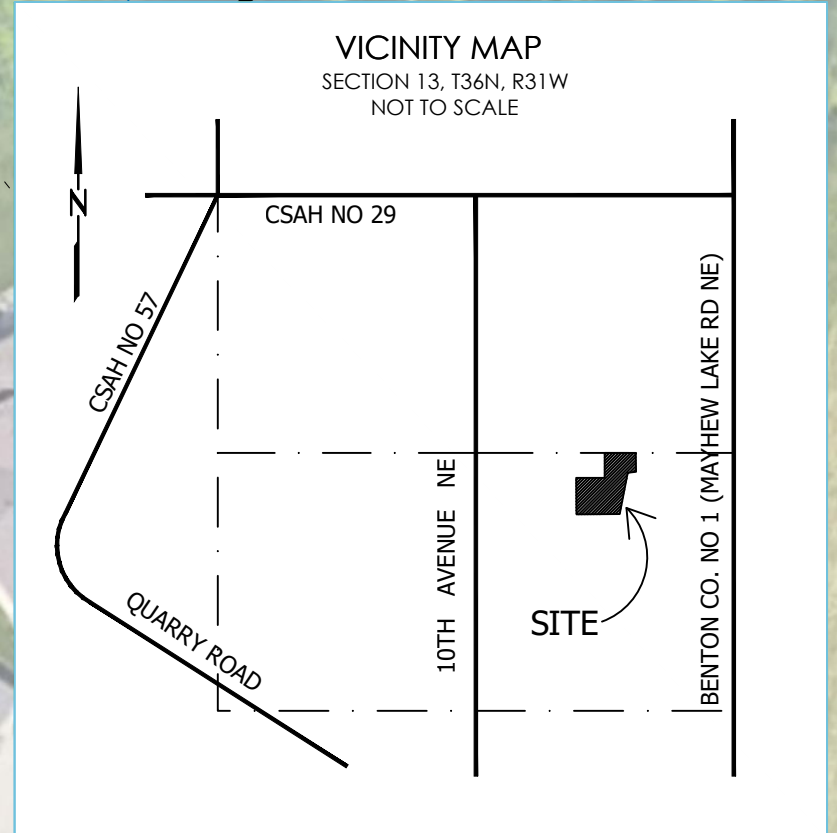 VICINITY MAP
SECTION 13, T36N, R31W
NOT TO SCALE
N
CSAH NO 29
CSAH NO 57
BENTON CO. NO 1 (MAYHEW LAKE RD NE)
10TH AVENUE NE
SITE
QUARRY ROAD